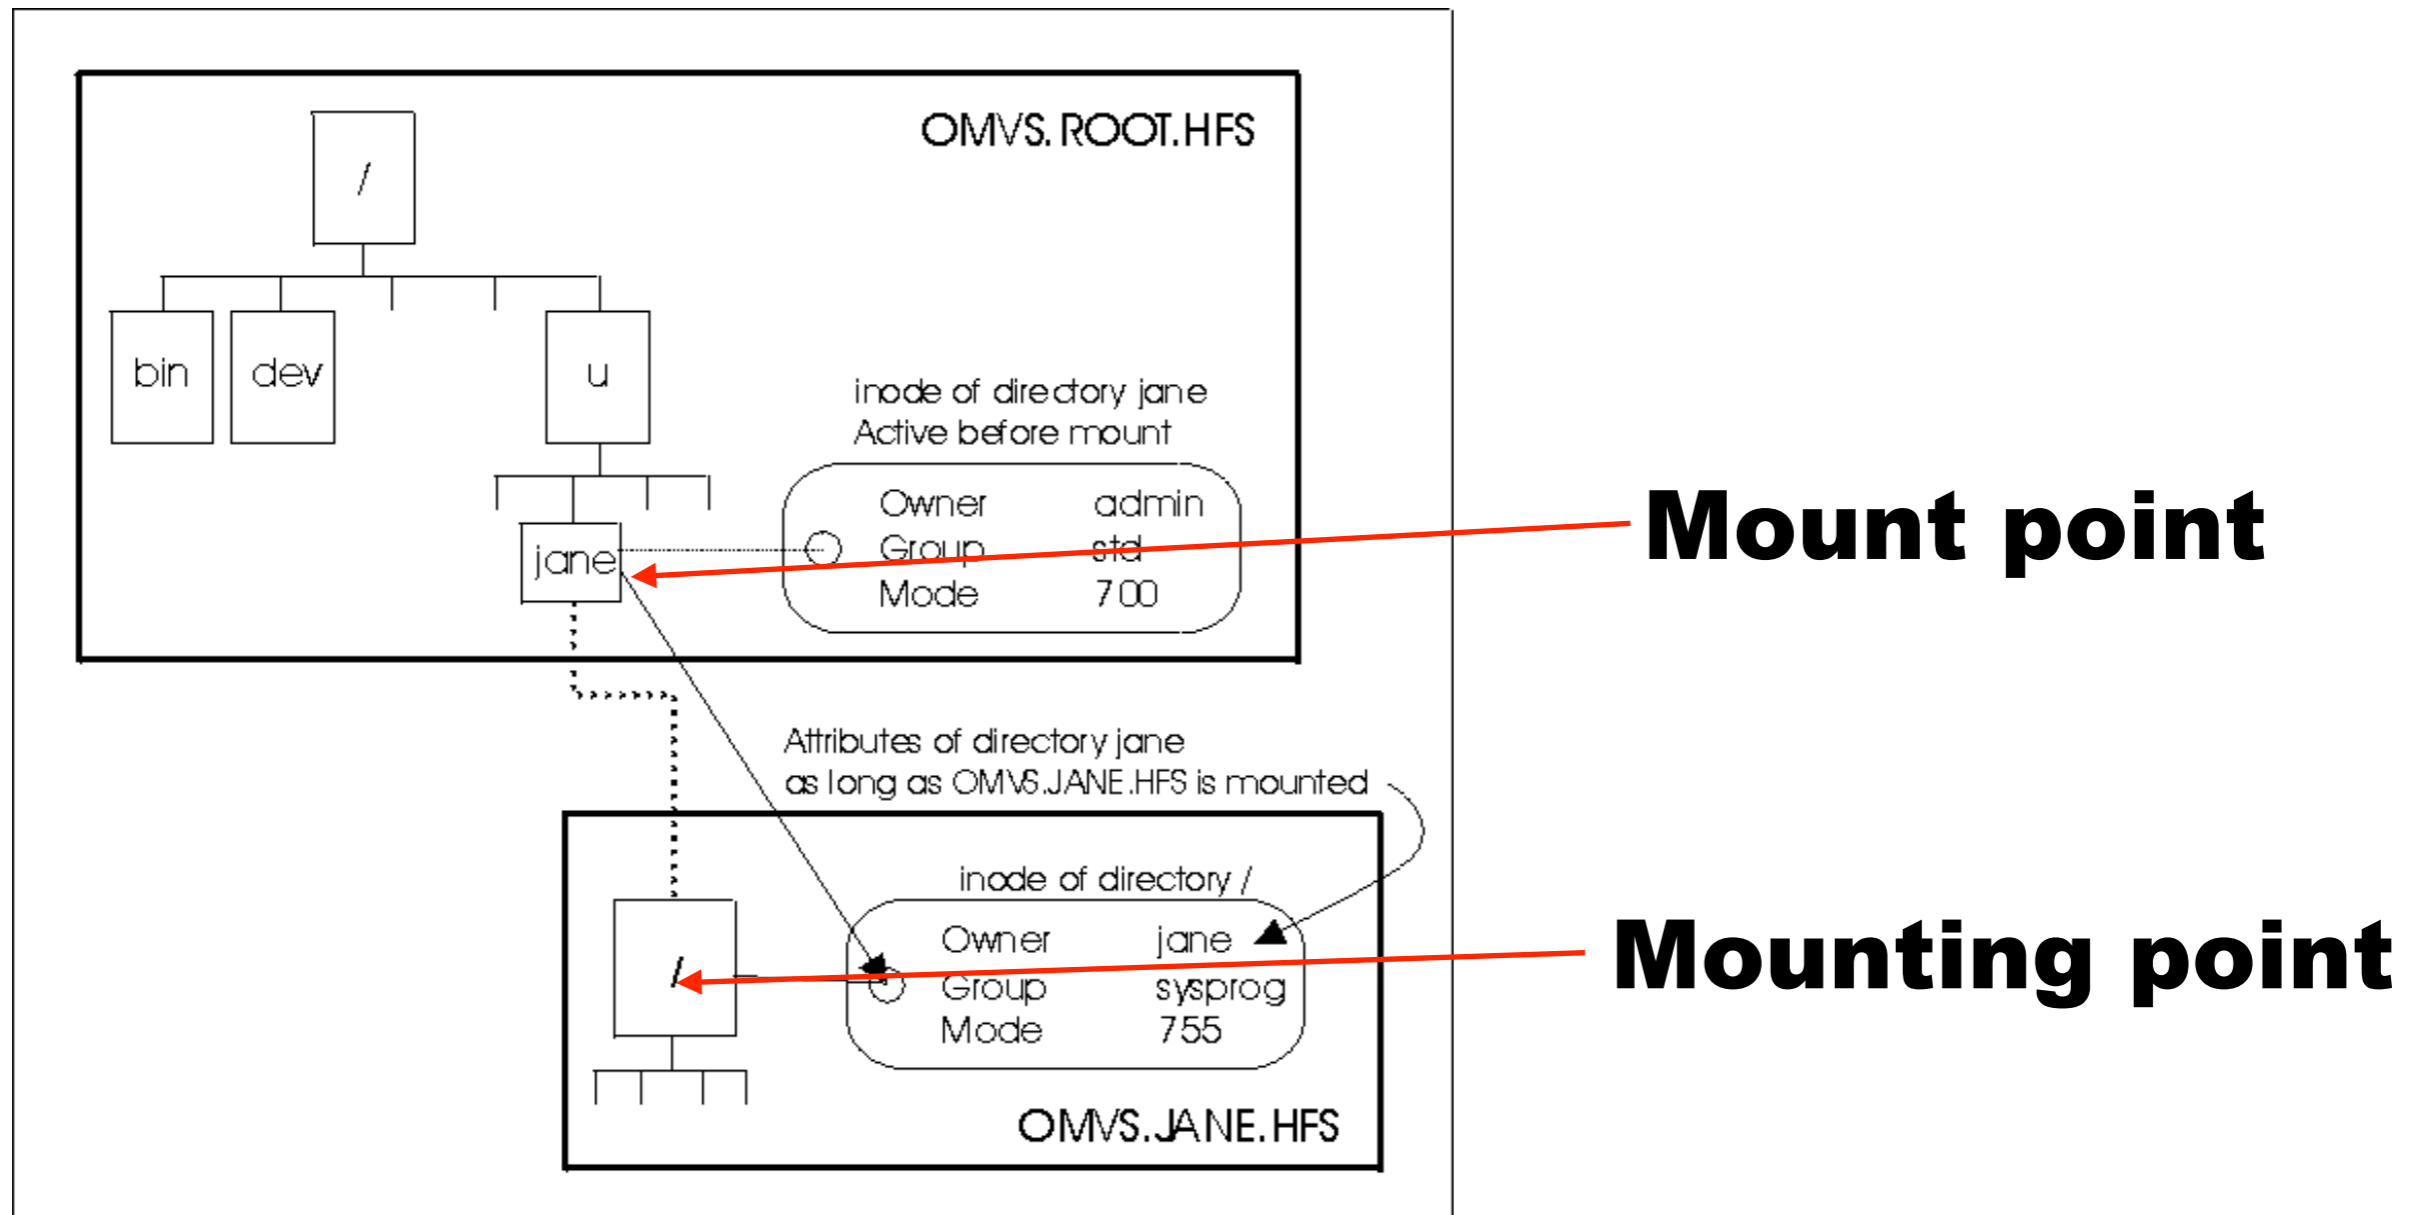 OMVS.ROOT.HFS
/
bin
dev
u
inode of directory jane
Active before mount
Owner admin
Group std
Mode 700
jane
Mount point
Attributes of directory jane
as long as OMVS.JANE.HFS is mounted
inode of directory /
/
Owner jane
Group sysprog
Mode 755
Mounting point
OMVS.JANE.HFS